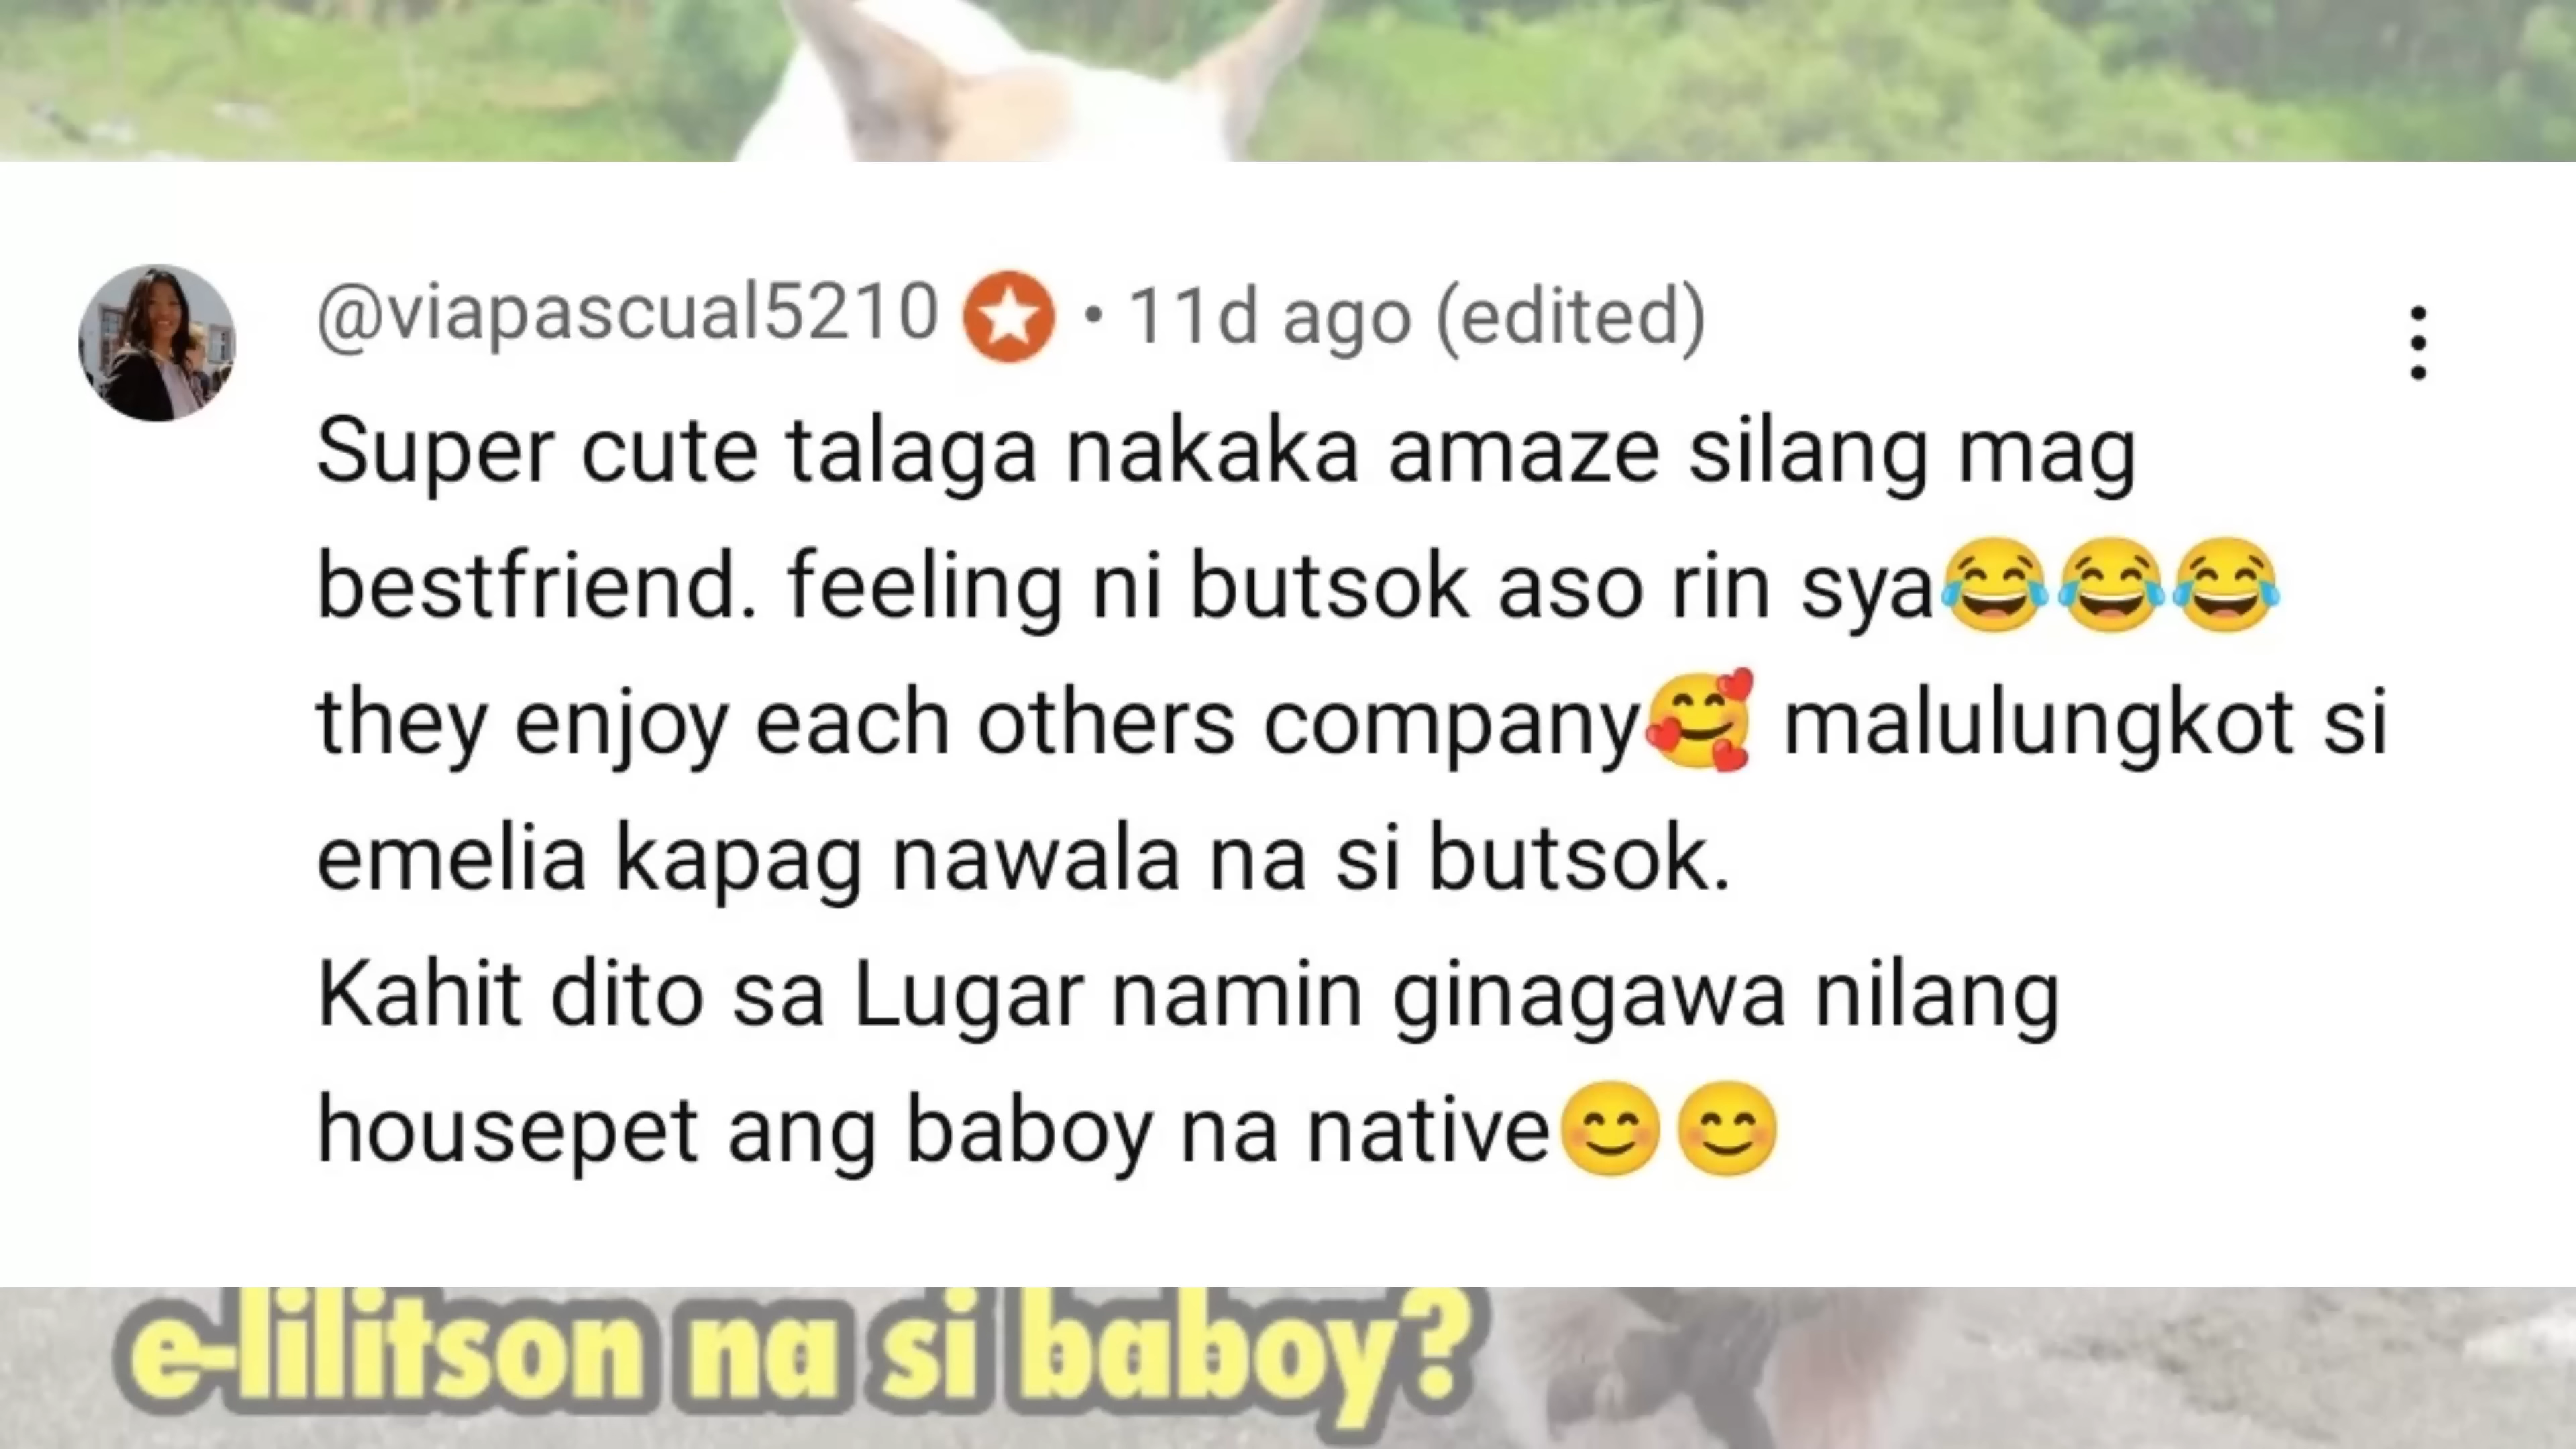 @viapascual5210 • 11d ago (edited)
Super cute talaga nakaka amaze silang mag
bestfriend. feeling ni butsok aso rin sya😂😂😂
they enjoy each others company🥰 malulungkot si
emelia kapag nawala na si butsok.
Kahit dito sa Lugar namin ginagawa nilang
housepet ang baboy na native😊😊
e-lilitson na si baboy?